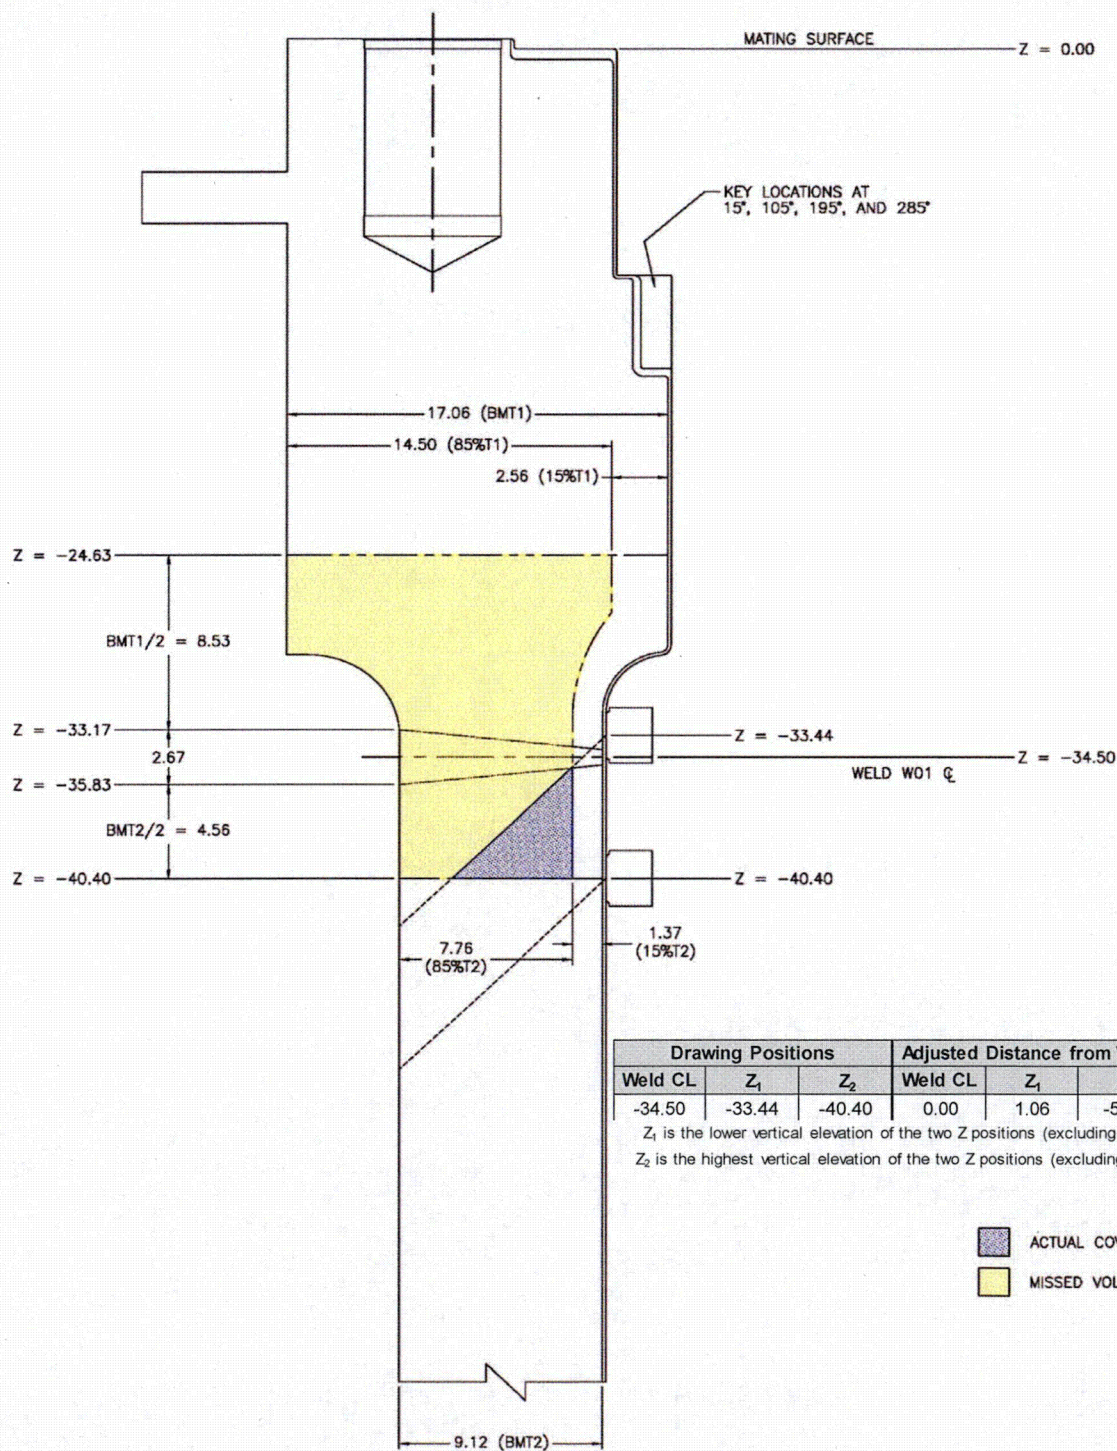 MATING SURFACE
Z = 0.00
KEY LOCATIONS AT
15°, 105°, 195°, AND 285°
17.06 (BMT1)
14.50 (85%T1)
2.56 (15%T1)
Z = -24.63
BMT1/2 = 8.53
Z = -33.17
Z = -33.44
2.67
Z = -34.50
WELD W01 ℄
Z = -35.83
BMT2/2 = 4.56
Z = -40.40
Z = -40.40
7.76
(85%T2)
1.37
(15%T2)
Drawing Positions Adjusted Distance from
Weld CL Z₁ Z₂ Weld CL Z₁
-34.50 -33.44 -40.40 0.00 1.06 -5
Z₁ is the lower vertical elevation of the two Z positions (excluding
Z₂ is the highest vertical elevation of the two Z positions (excluding
ACTUAL CO
MISSED VOL
9.12 (BMT2)